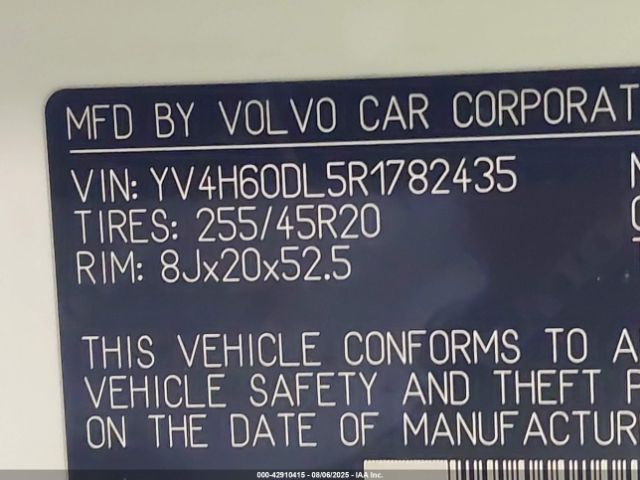 MFD BY VOLVO CAR CORPORAT
VIN: YV4H60DL5R1782435
TIRES: 255/45R20
RIM: 8Jx20x52.5
THIS VEHICLE CONFORMS TO A
VEHICLE SAFETY AND THEFT P
ON THE DATE OF MANUFACTUR
000-42910415 - 08/06/2025 - Copyright © IAA Inc.